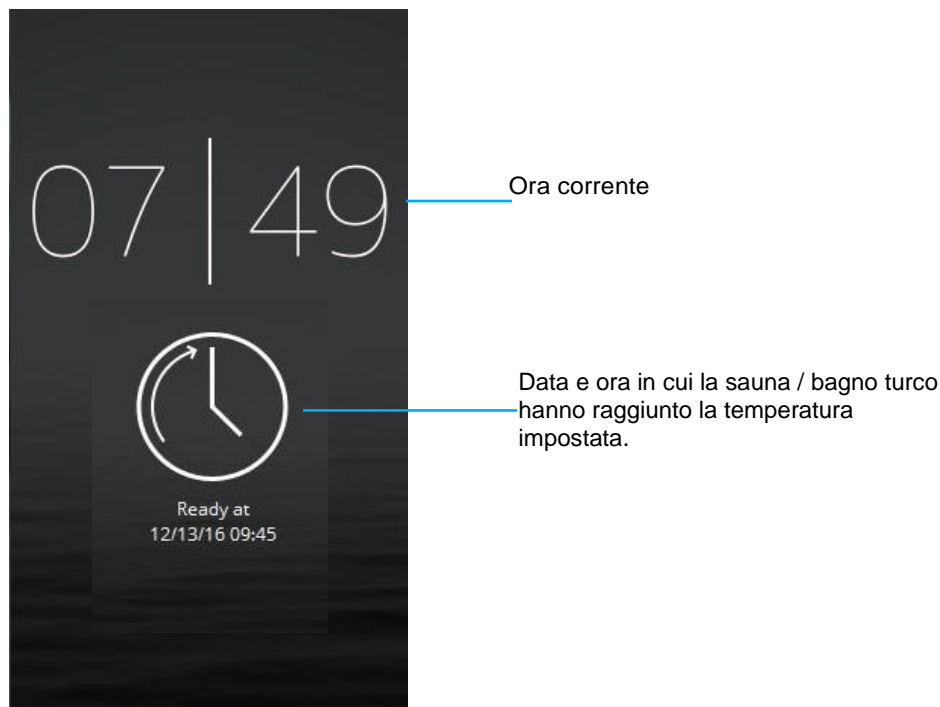 07 | 49
Ora corrente
Data e ora in cui la sauna / bagno turco
hanno raggiunto la temperatura
impostata.
Ready at
12/13/16 09:45